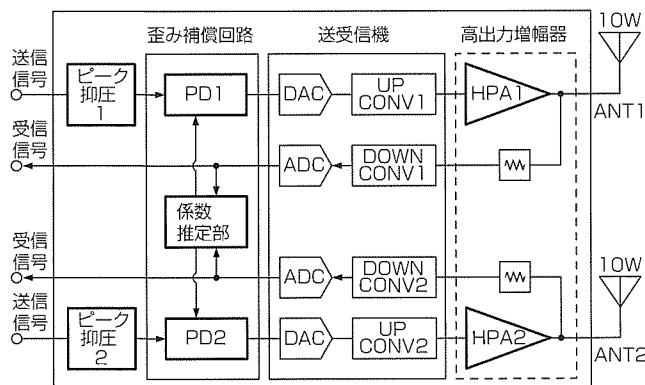 歪み補償回路
送受信機
高出力増幅器
10W
送信
信号
ピーク
抑圧
1
PD1
DAC
UP
CONV1
HPA1
ANT1
受信
信号
ADC
DOWN
CONV1
係数
推定部
受信
信号
ADC
DOWN
CONV2
10W
送信
信号
ピーク
抑圧
2
PD2
DAC
UP
CONV2
HPA2
ANT2